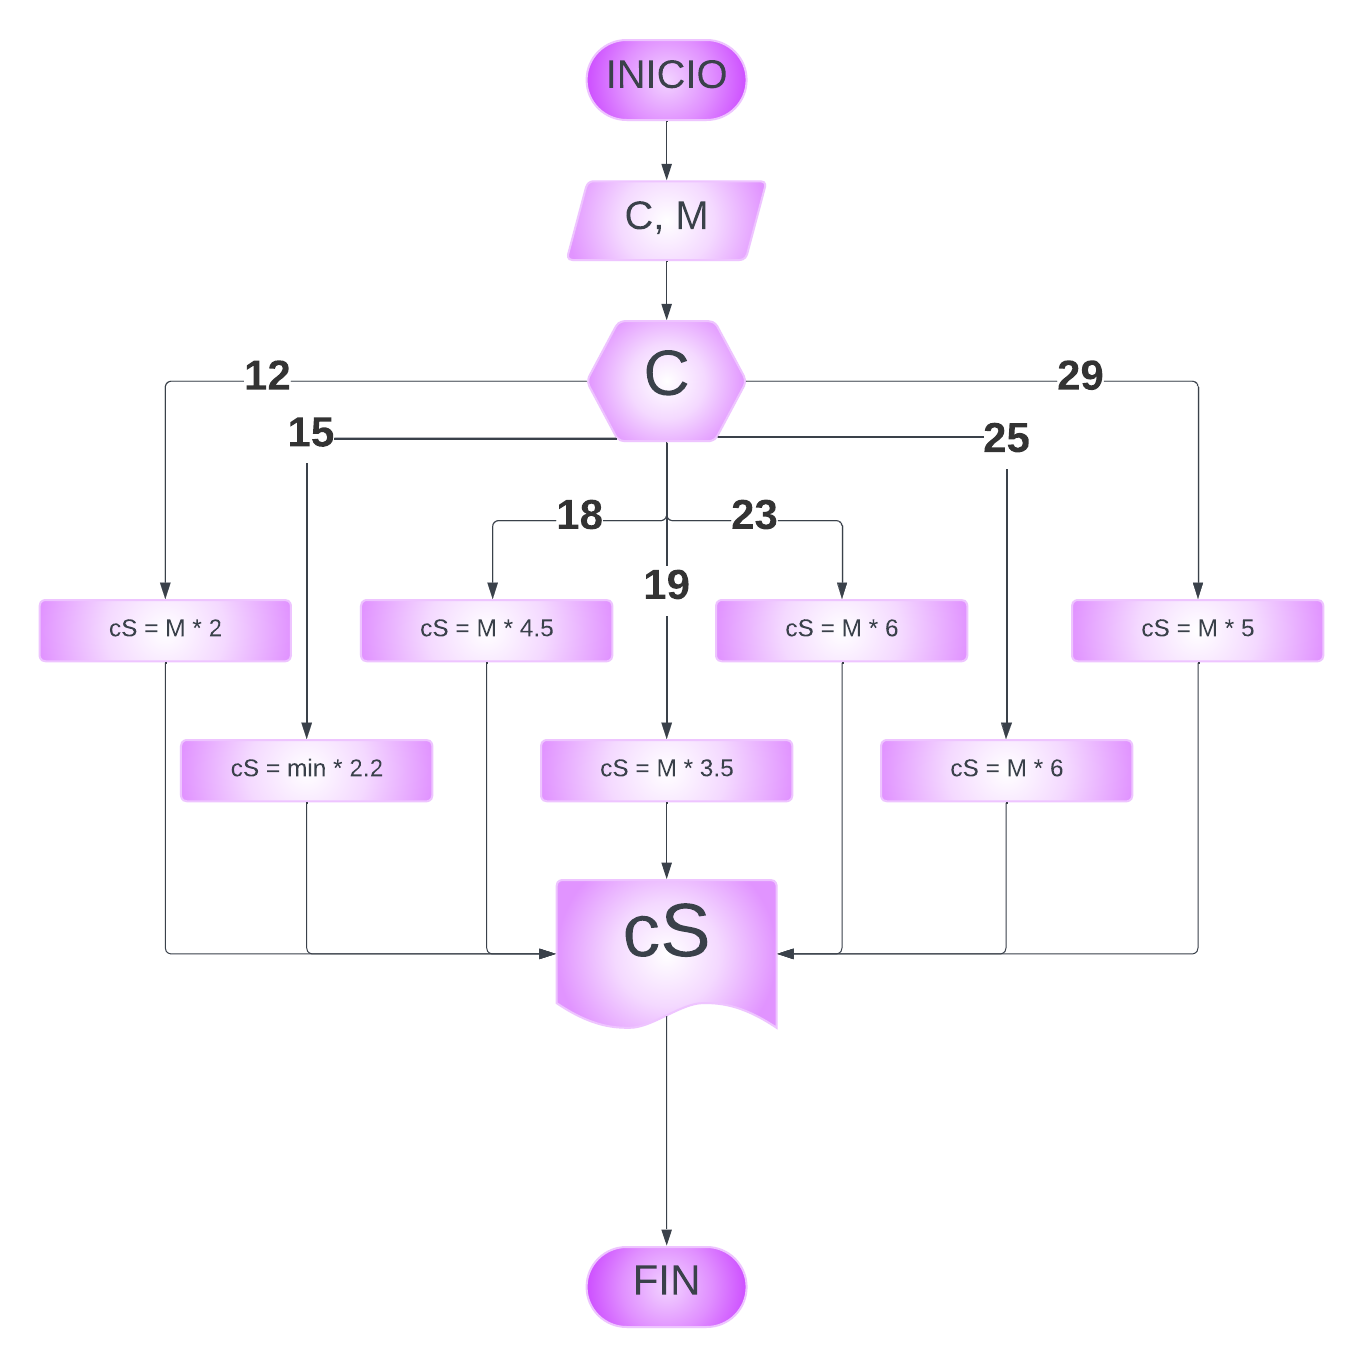 INICIO
C, M
C
12
29
15
25
18
23
19
cS = M * 2
cS = M * 4.5
cS = M * 6
cS = M * 5
cS = min * 2.2
cS = M * 3.5
cS = M * 6
cS
FIN